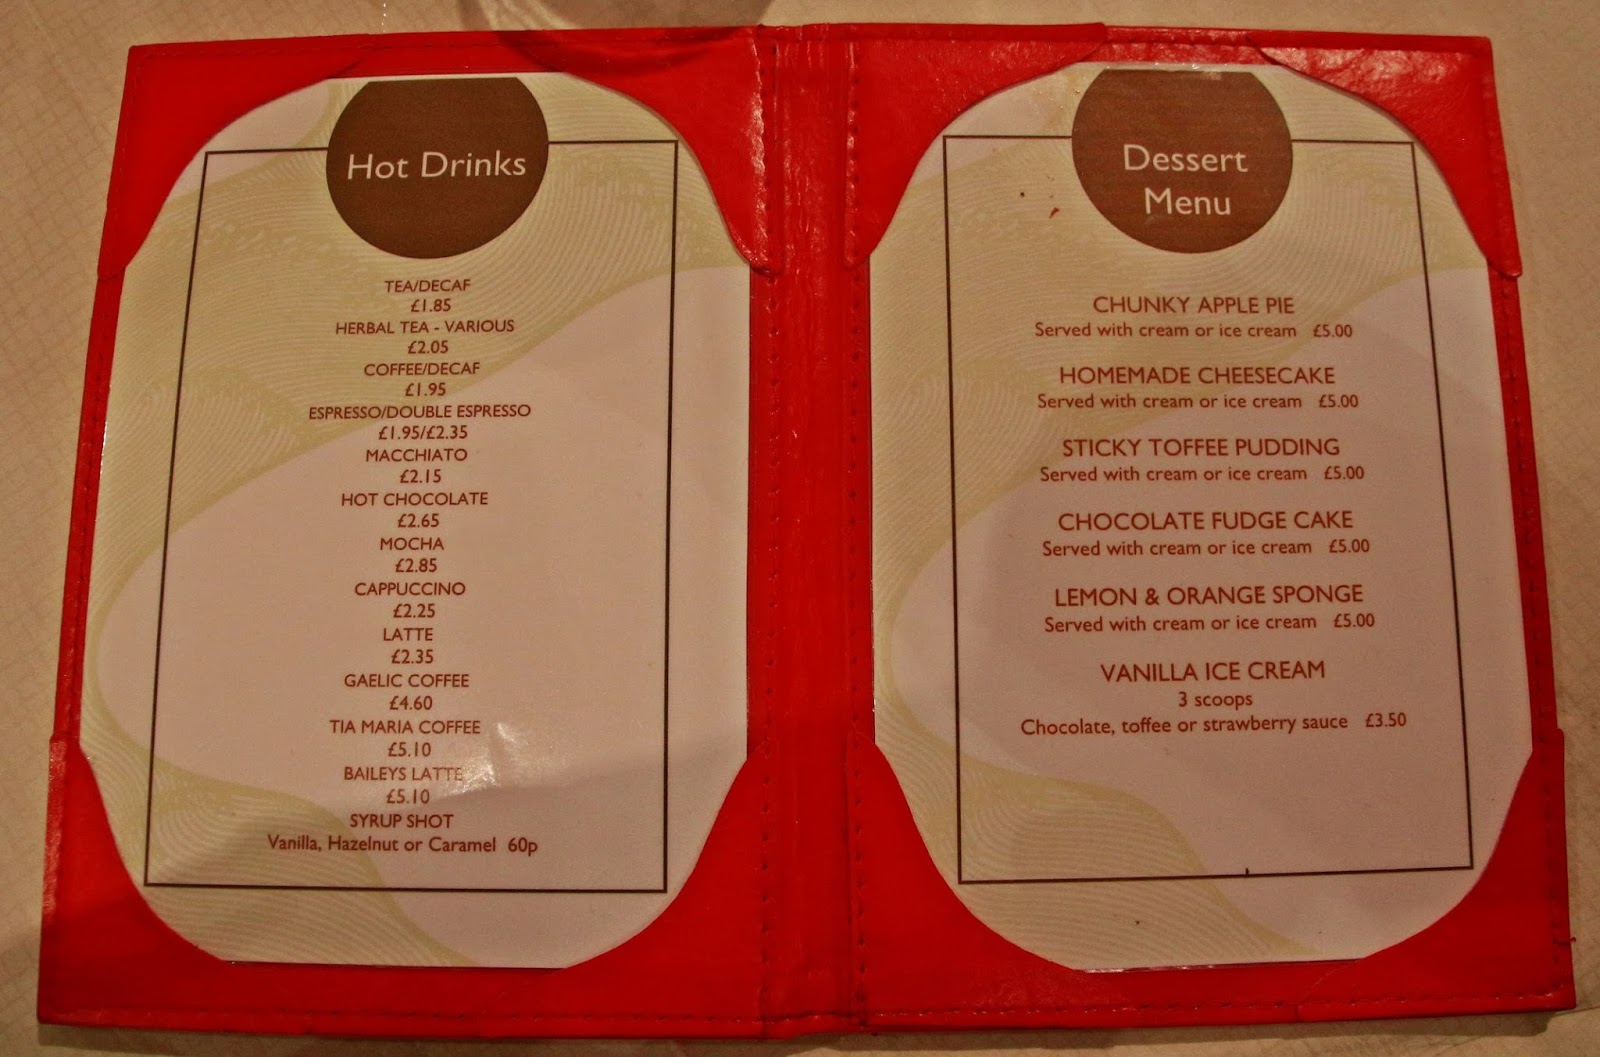 Hot Drinks
TEA/DECAF
£1.85
HERBAL TEA - VARIOUS
£2.05
COFFEE/DECAF
£1.95
ESPRESSO/DOUBLE ESPRESSO
£1.95/£2.35
MACCHIATO
£2.15
HOT CHOCOLATE
£2.65
MOCHA
£2.85
CAPPUCCINO
£2.25
LATTE
£2.35
GAELIC COFFEE
£4.60
TIA MARIA COFFEE
£5.10
BAILEYS LATTE
£5.10
SYRUP SHOT
Vanilla, Hazelnut or Caramel 60p
Dessert
Menu
CHUNKY APPLE PIE
Served with cream or ice cream £5.00
HOMEMADE CHEESECAKE
Served with cream or ice cream £5.00
STICKY TOFFEE PUDDING
Served with cream or ice cream £5.00
CHOCOLATE FUDGE CAKE
Served with cream or ice cream £5.00
LEMON & ORANGE SPONGE
Served with cream or ice cream £5.00
VANILLA ICE CREAM
3 scoops
Chocolate, toffee or strawberry sauce £3.50